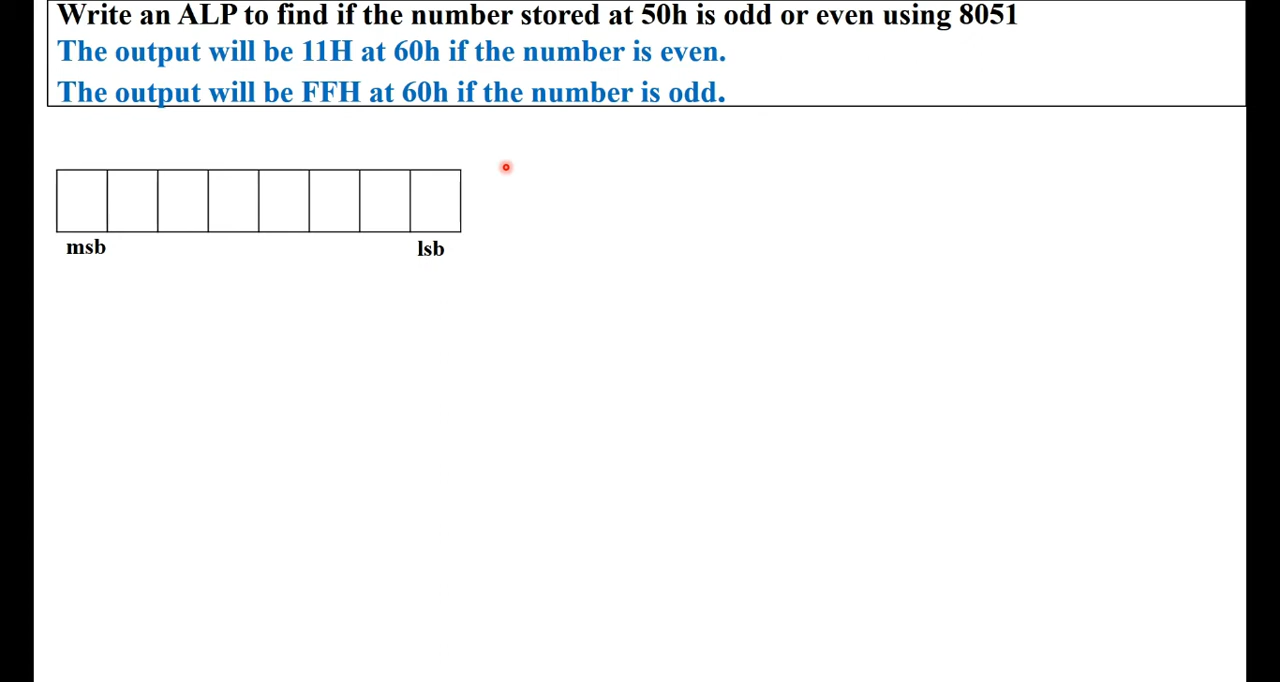 Write an ALP to find if the number stored at 50h is odd or even using 8051
The output will be 11H at 60h if the number is even.
The output will be FFH at 60h if the number is odd.
msb lsb